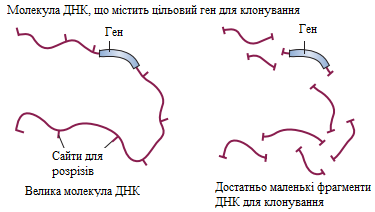 Молекула ДНК, що містить цільовий ген для клонування
Ген
Ген
Сайти для
розрізів
Велика молекула ДНК
Достатньо маленькі фрагменти
ДНК для клонування